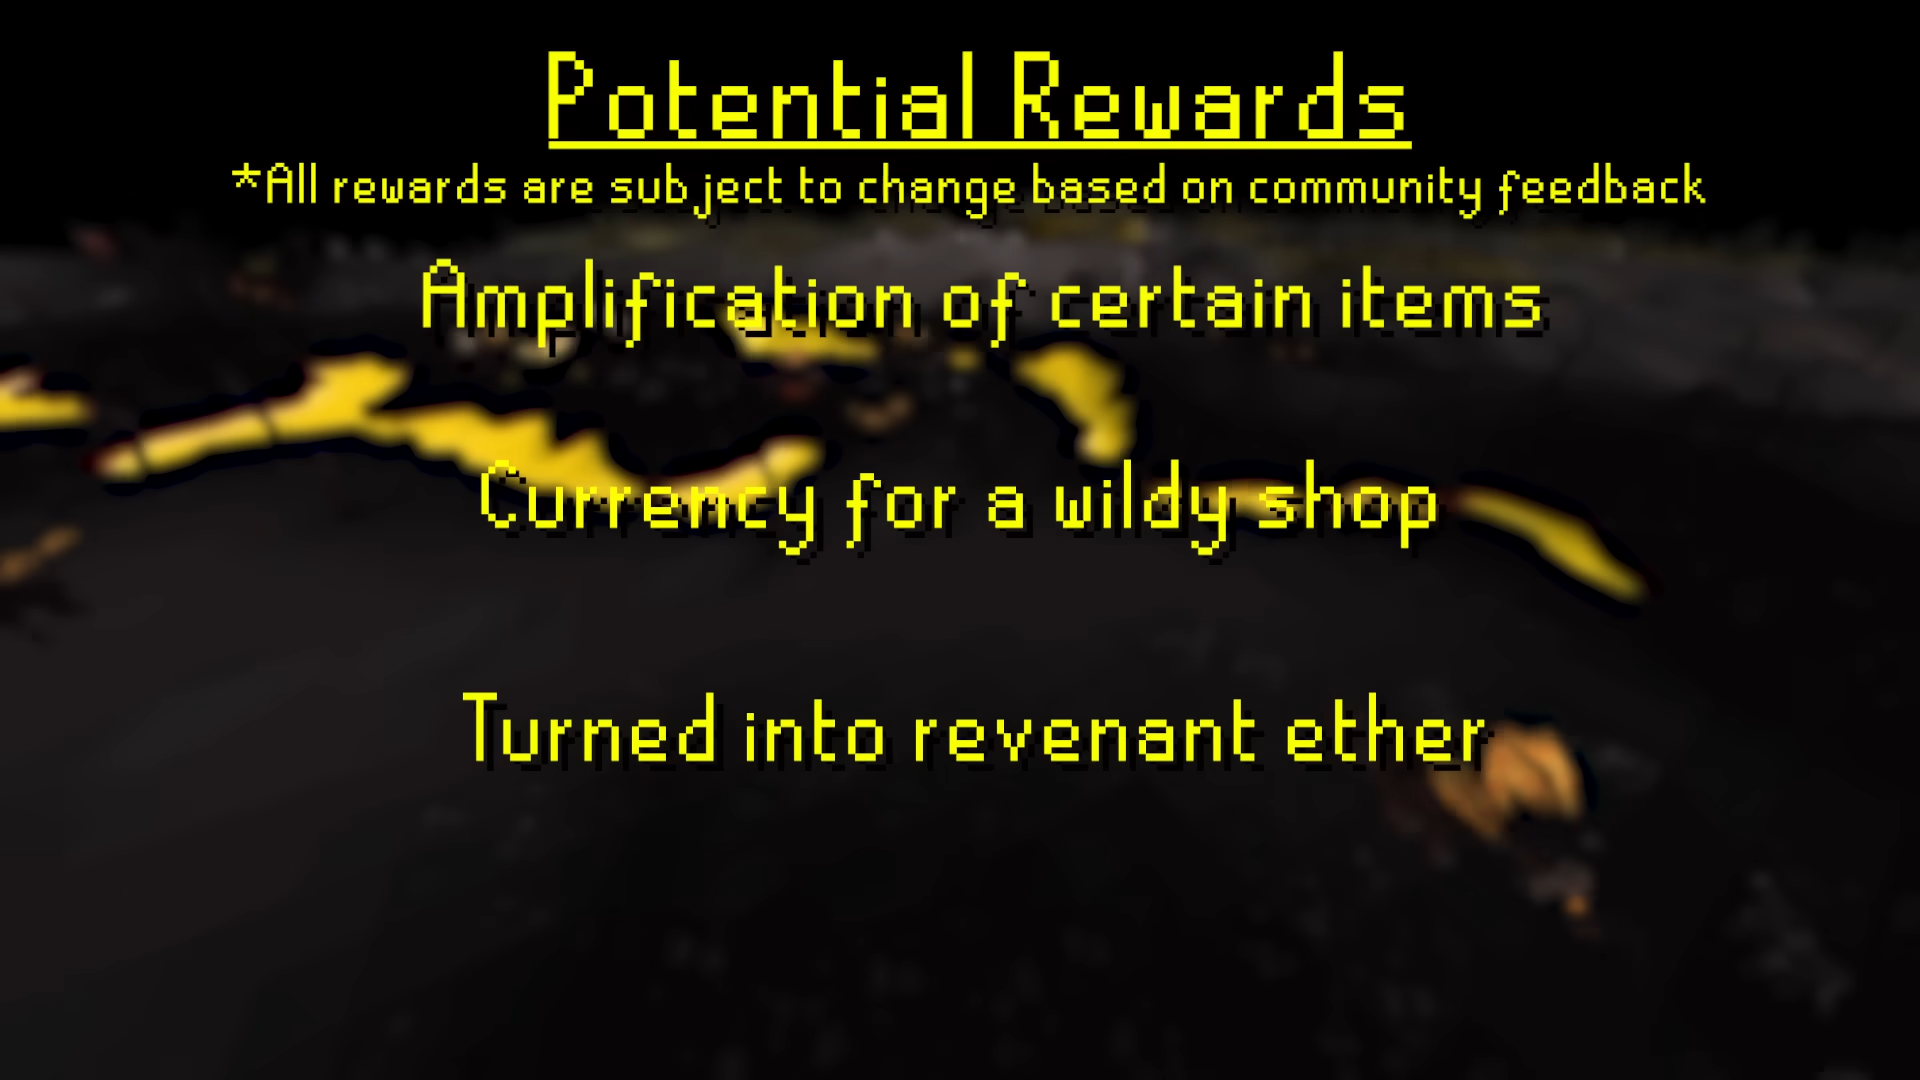 Potential Rewards
*All rewards are subject to change based on community feedback
Amplification of certain items
Currency for a wildy shop
Turned into revenant ether